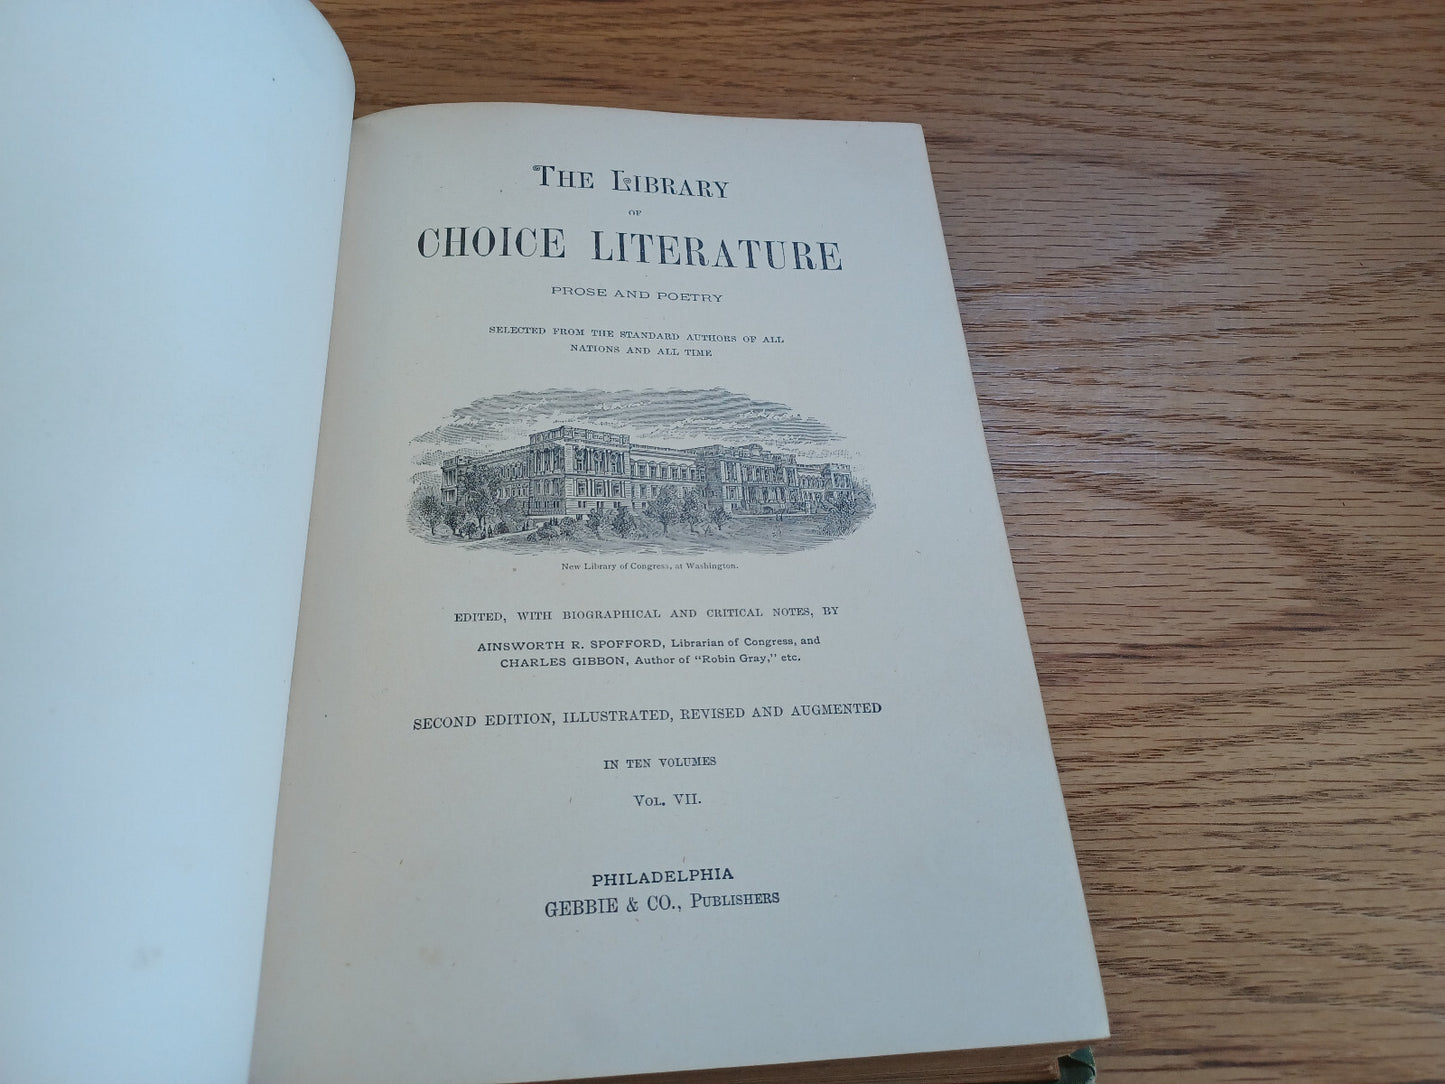 THE LIBRARY
OF
CHOICE LITERATURE
PROSE AND POETRY
SELECTED FROM THE STANDARD AUTHORS OF ALL
NATIONS AND ALL TIME
New Library of Congress, at Washington.
EDITED, WITH BIOGRAPHICAL AND CRITICAL NOTES, BY
AINSWORTH R. SPOFFORD, Librarian of Congress, and
CHARLES GIBBON, Author of "Robin Gray," etc.
SECOND EDITION, ILLUSTRATED, REVISED AND AUGMENTED
IN TEN VOLUMES
VOL. VII.
PHILADELPHIA
GEBBIE & CO., PUBLISHERS